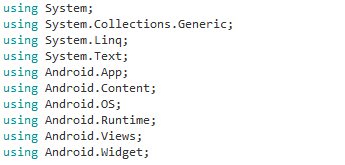 using System;
using System.Collections.Generic;
using System.Linq;
using System.Text;
using Android.App;
using Android.Content;
using Android.OS;
using Android.Runtime;
using Android.Views;
using Android.Widget;